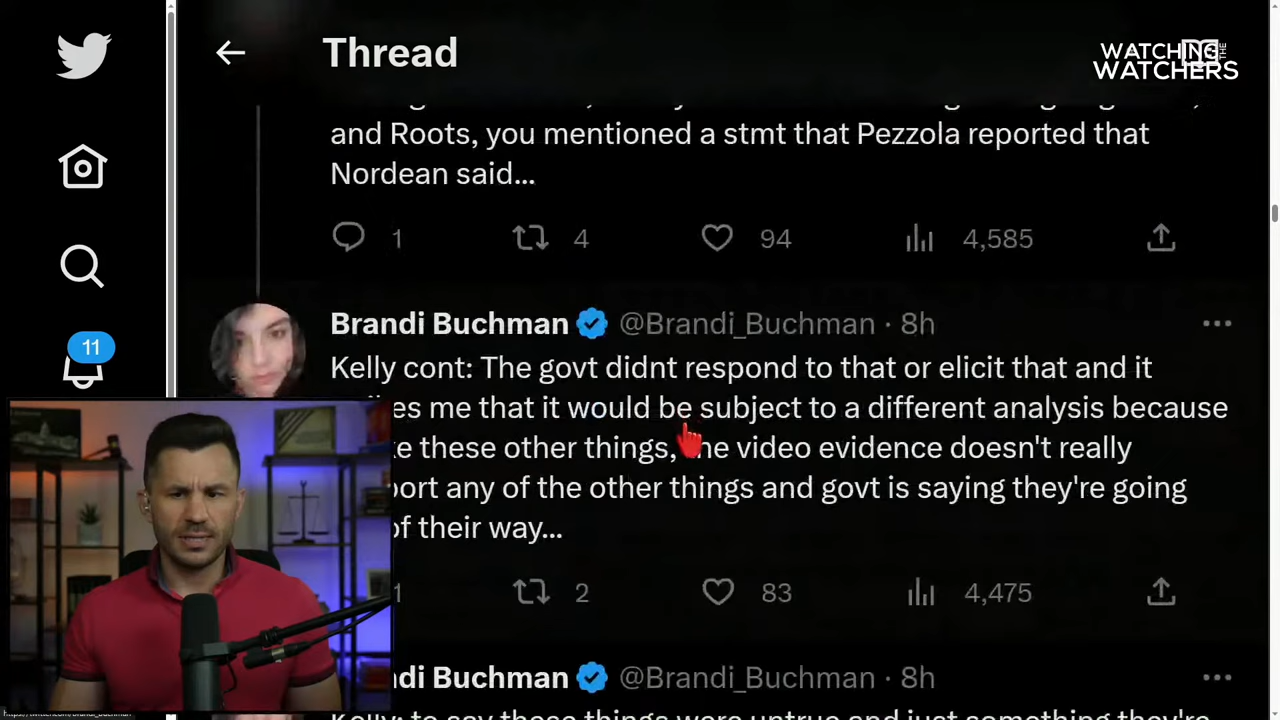 WATCHING THE
WATCHERS
Thread
and Roots, you mentioned a stmt that Pezzola reported that
Nordean said...
1 4 94 4,585
Brandi Buchman @Brandi_Buchman · 8h
11
Kelly cont: The govt didnt respond to that or elicit that and it
me that it would be subject to a different analysis because
these other things, the video evidence doesn't really
any of the other things and govt is saying they're going
of their way...
1 2 83 4,475
Buchman @Brandi_Buchman · 8h